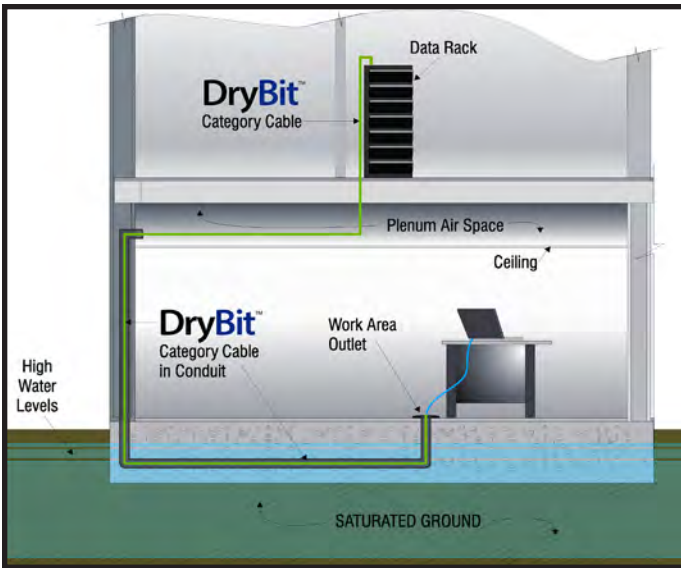 Data Rack
DryBit™
Category Cable
Plenum Air Space
Ceiling
DryBit™
Category Cable
in Conduit
Work Area
Outlet
High
Water
Levels
SATURATED GROUND